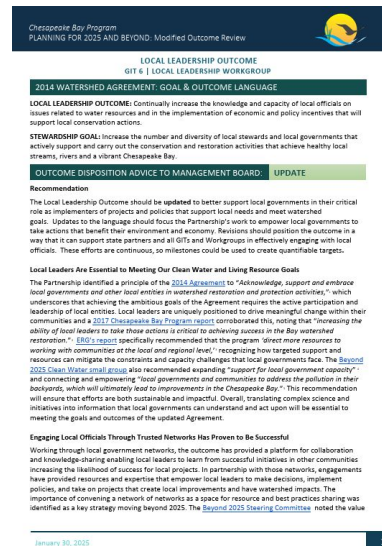 Chesapeake Bay Program
PLANNING FOR 2025 AND BEYOND: Modified Outcome Review
LOCAL LEADERSHIP OUTCOME
GIT 6 | LOCAL LEADERSHIP WORKGROUP
2014 WATERSHED AGREEMENT: GOAL & OUTCOME LANGUAGE
LOCAL LEADERSHIP OUTCOME: Continually increase the knowledge and capacity of local officials on
issues related to water resources and in the implementation of economic and policy incentives that will
support local conservation actions.
STEWARDSHIP GOAL: Increase the number and diversity of local stewards and local governments that
actively support and carry out the conservation and restoration activities that achieve healthy local
streams, rivers and a vibrant Chesapeake Bay.
OUTCOME DISPOSITION ADVICE TO MANAGEMENT BOARD: UPDATE
Recommendation
The Local Leadership Outcome should be updated to better support local governments in their critical
role as implementers of projects and policies that support local needs and meet watershed
goals. Updates to the language should focus the Partnership's work to empower local governments to
take actions that benefit their environment and economy. Revisions should position the outcome in a
way that it can support state partners and all GITs and Workgroups in effectively engaging with local
officials. These efforts are continuous, so milestones could be used to create quantifiable targets.
Local Leaders Are Essential to Meeting Our Clean Water and Living Resource Goals
The Partnership identified a principle of the 2014 Agreement to "Acknowledge, support and embrace
local governments and other local entities in watershed restoration and protection activities," which
underscores that achieving the ambitious goals of the Agreement requires the active participation and
leadership of local entities. Local leaders are uniquely positioned to drive meaningful change within their
communities and a 2017 Chesapeake Bay Program report corroborated this, noting that "increasing the
ability of local leaders to take those actions is critical to achieving success in the Bay watershed
restoration." ERG's report specifically recommended that the program 'direct more resources to
working with communities at the local and regional level,' recognizing how targeted support and
resources can mitigate the constraints and capacity challenges that local governments face. The Beyond
2025 Clean Water small group also recommended expanding "support for local government capacity"
and connecting and empowering "local governments and communities to address the pollution in their
backyards, which will ultimately lead to improvements in the Chesapeake Bay." This recommendation
will ensure that efforts are both sustainable and impactful. Overall, translating complex science and
initiatives into information that local governments can understand and act upon will be essential to
meeting the goals and outcomes of the updated Agreement.
Engaging Local Officials Through Trusted Networks Has Proven to Be Successful
Working through local government networks, the outcome has provided a platform for collaboration
and knowledge-sharing enabling local leaders to learn from successful initiatives in other communities
increasing the likelihood of success for local projects. In partnership with those networks, engagements
have provided resources and expertise that empower local leaders to make decisions, implement
policies, and take on projects that create local improvements and have watershed impacts. The
importance of convening a network of networks as a space for resource and best practices sharing was
identified as a key strategy moving beyond 2025. The Beyond 2025 Steering Committee noted the value
January 30, 2025